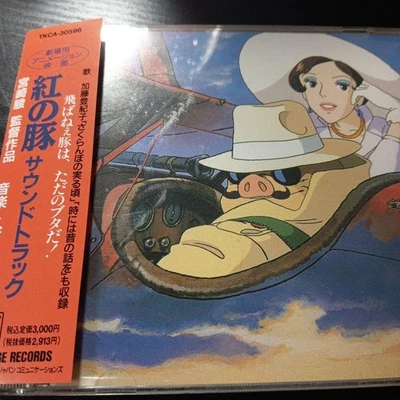 TKCA-30596
劇場用
アニメーション
映画
紅の豚 サウンドトラック
宮崎駿 監督作品
音楽
歌 加藤登紀子「さくらんぼの実る頃」、「時には昔の話を」も収録
飛ばねぇ豚は、ただのブタだ!
税込定価3,000円
(税抜価格2,913円)
GE RECORDS
ジャパンコミュニケーションズ